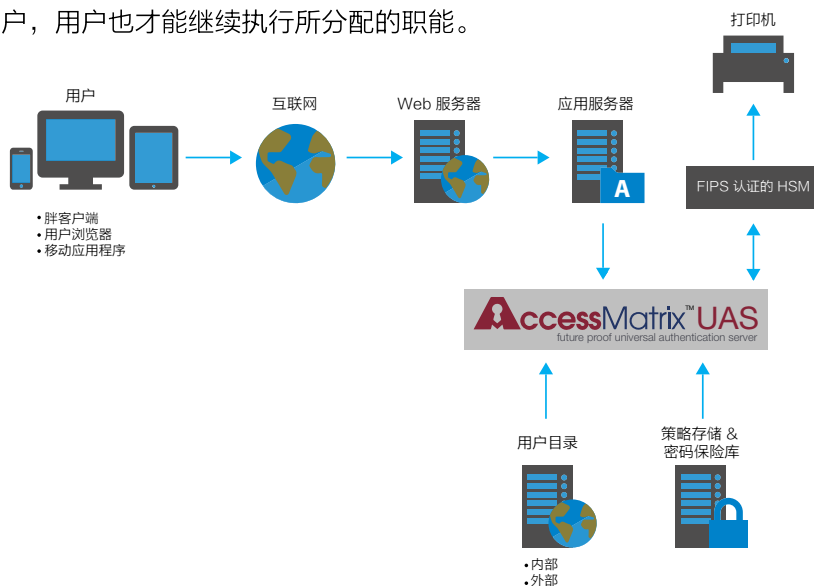 户，用户也才能继续执行所分配的职能。
打印机
用户
互联网
Web 服务器
应用服务器
A
FIPS 认证的 HSM
•胖客户端
•用户浏览器
•移动应用程序
AccessMatrix™UAS
future proof universal authentication server
用户目录
策略存储 &
密码保险库
•内部
•外部